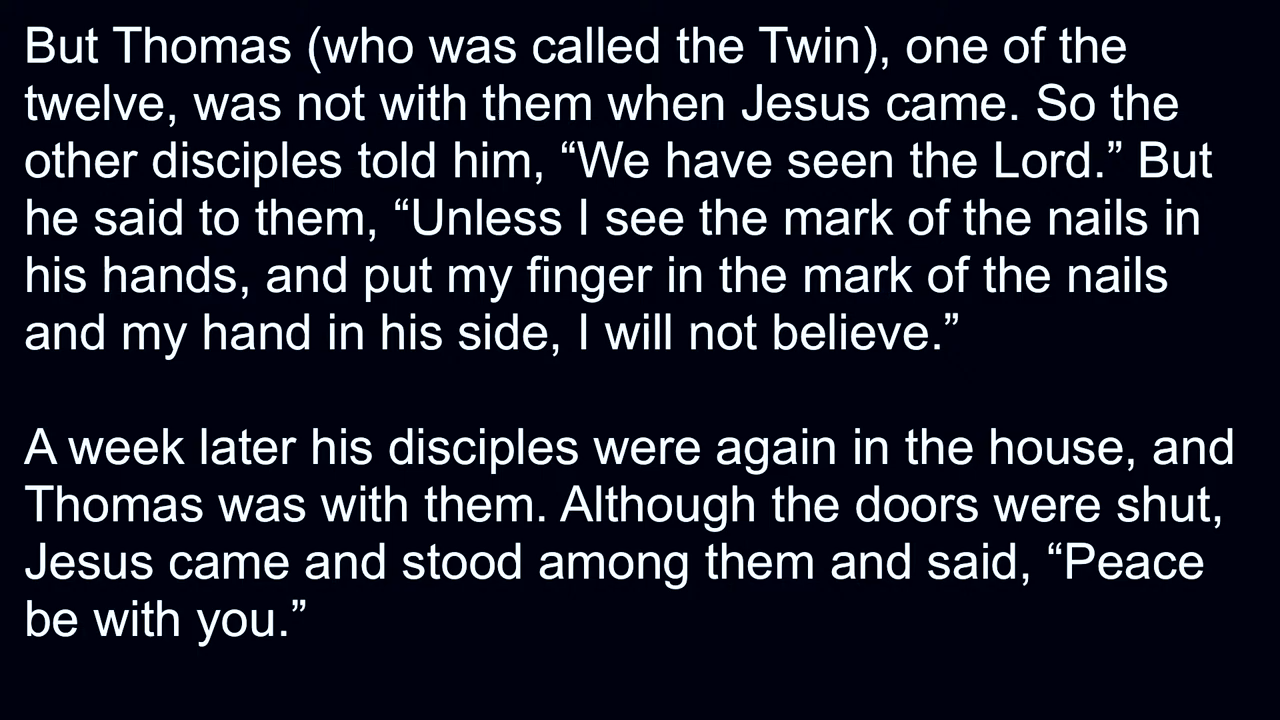 But Thomas (who was called the Twin), one of the
twelve, was not with them when Jesus came. So the
other disciples told him, “We have seen the Lord.” But
he said to them, “Unless I see the mark of the nails in
his hands, and put my finger in the mark of the nails
and my hand in his side, I will not believe.”
A week later his disciples were again in the house, and
Thomas was with them. Although the doors were shut,
Jesus came and stood among them and said, “Peace
be with you.”